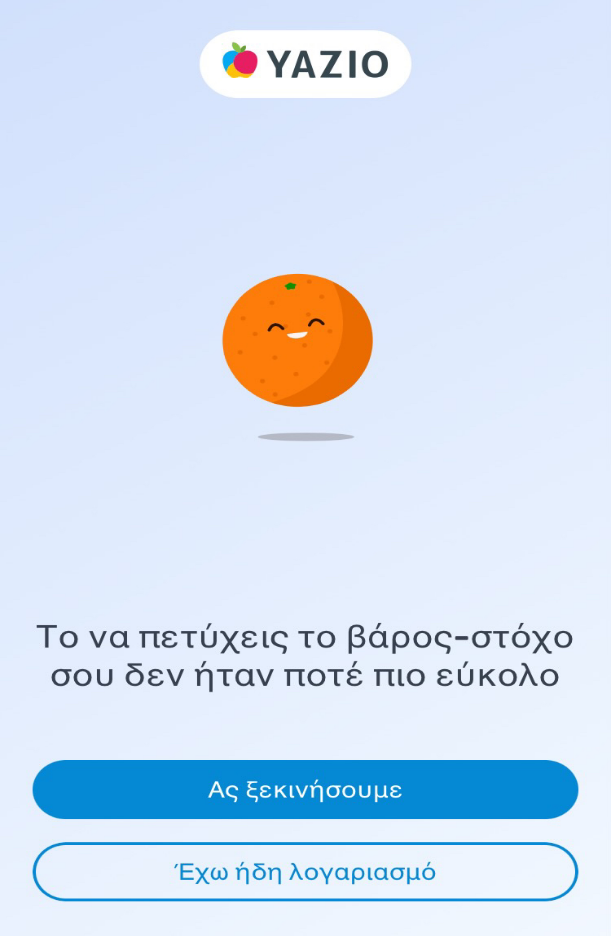 YAZIO
Το να πετύχεις το βάρος-στόχο
σου δεν ήταν ποτέ πιο εύκολο
Ας ξεκινήσουμε
Έχω ήδη λογαριασμό